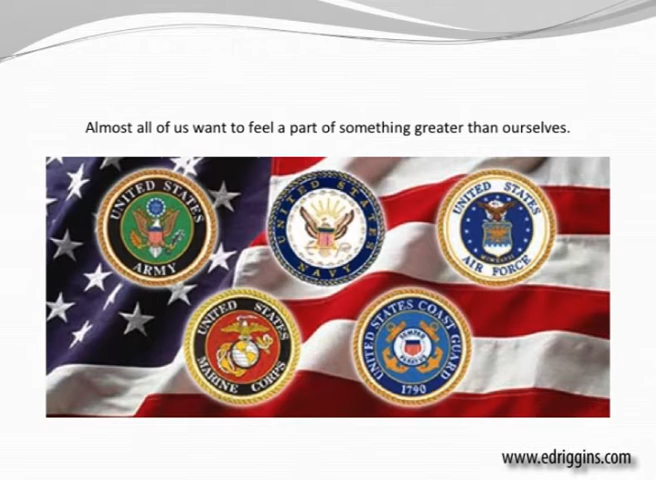 Almost all of us want to feel a part of something greater than ourselves.
UNITED STATES
ARMY
UNITED STATES
NAVY
UNITED STATES
AIR FORCE
UNITED STATES
MARINE CORPS
UNITED STATES COAST GUARD
1790
www.edriggins.com